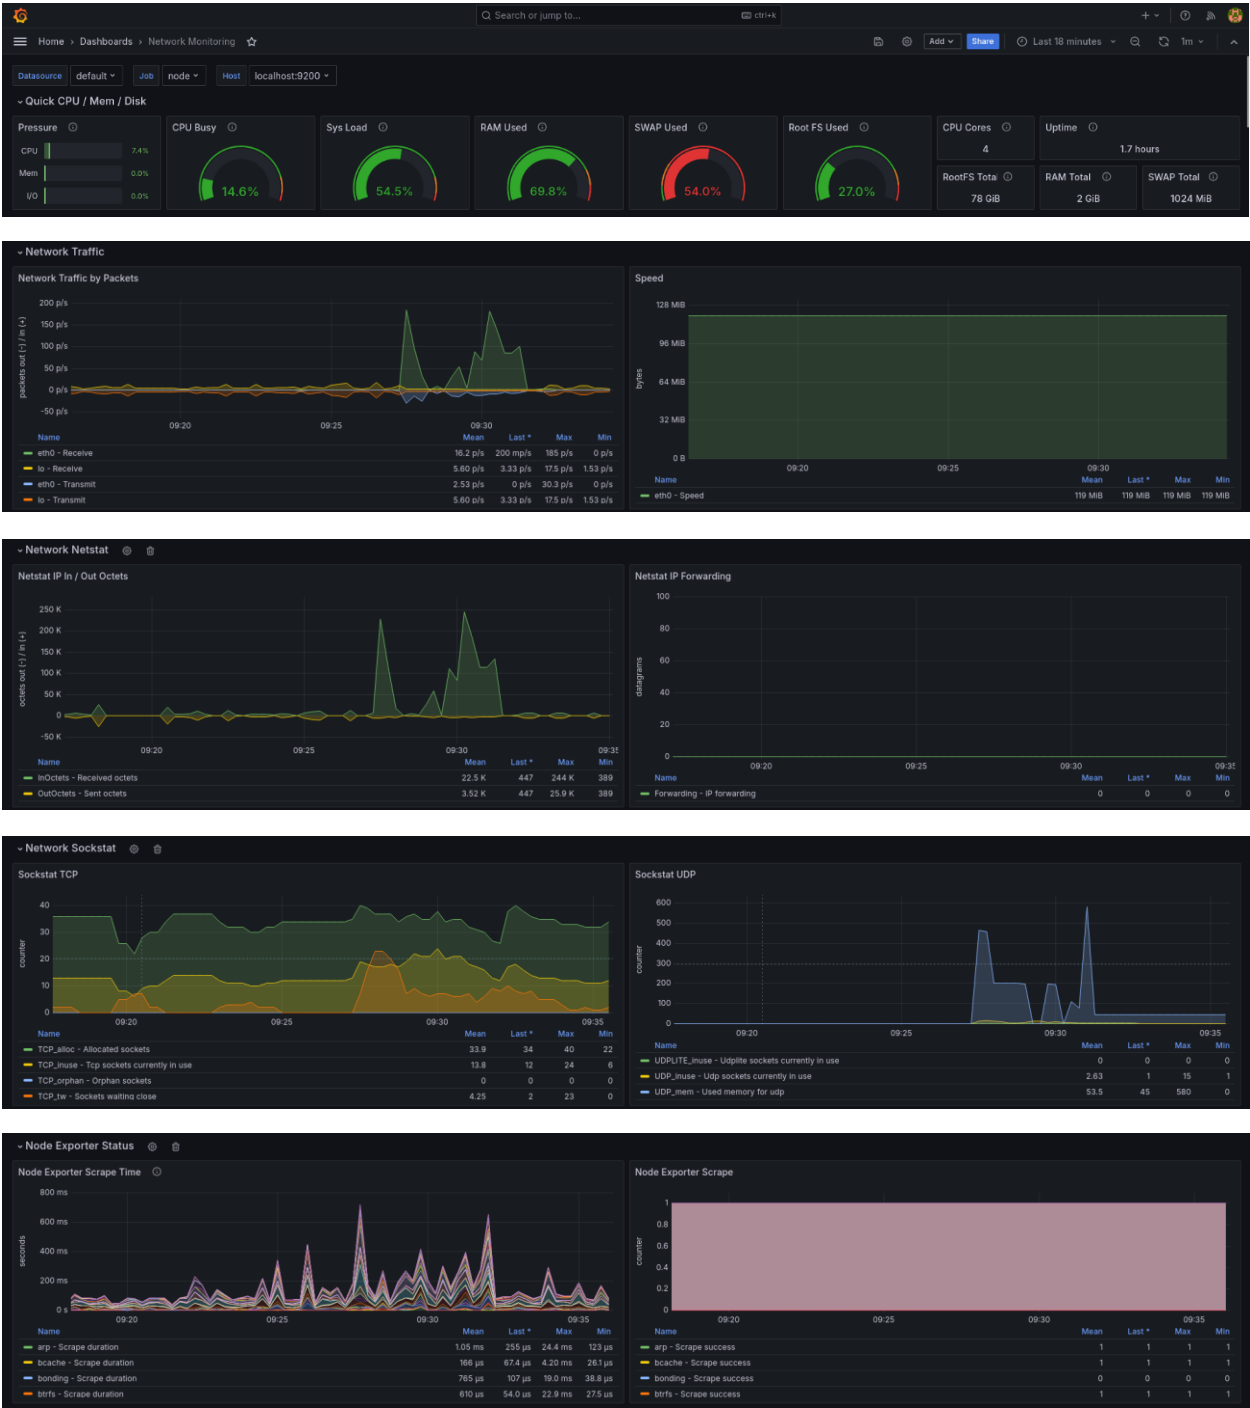 Search or jump to... ctrl+k
Home › Dashboards › Network Monitoring Add Share Last 18 minutes 1m
Datasource default Job node Host localhost:9200
Quick CPU / Mem / Disk
Pressure CPU Busy Sys Load RAM Used SWAP Used Root FS Used CPU Cores Uptime
CPU 7.4% 4 1.7 hours
Mem 0.0%
RootFS Total RAM Total SWAP Total
I/O 0.0% 14.6% 54.5% 69.8% 54.0% 27.0% 78 GiB 2 GiB 1024 MiB
Network Traffic
Network Traffic by Packets
packets out (-) / in (+)
200 p/s
150 p/s
100 p/s
50 p/s
0 p/s
-50 p/s
09:20 09:25 09:30
Name Mean Last * Max Min
eth0 - Receive 16.2 p/s 200 mp/s 185 p/s 0 p/s
lo - Receive 5.60 p/s 3.33 p/s 17.5 p/s 1.53 p/s
eth0 - Transmit 2.53 p/s 0 p/s 30.3 p/s 0 p/s
lo - Transmit 5.60 p/s 3.33 p/s 17.5 p/s 1.53 p/s
Speed
bytes
128 MiB
96 MiB
64 MiB
32 MiB
0 B
09:20 09:25 09:30
Name Mean Last * Max Min
eth0 - Speed 119 MiB 119 MiB 119 MiB 119 MiB
Network Netstat
Netstat IP In / Out Octets
octets out (-) / in (+)
250 K
200 K
150 K
100 K
50 K
0
-50 K
09:20 09:25 09:30 09:35
Name Mean Last * Max Min
InOctets - Received octets 22.5 K 447 244 K 389
OutOctets - Sent octets 3.52 K 447 25.9 K 389
Netstat IP Forwarding
datagrams
100
80
60
40
20
0
09:20 09:25 09:30 09:35
Name Mean Last * Max Min
Forwarding - IP forwarding 0 0 0 0
Network Sockstat
Sockstat TCP
counter
40
30
20
10
0
09:20 09:25 09:30 09:35
Name Mean Last * Max Min
TCP_alloc - Allocated sockets 33.9 34 40 22
TCP_inuse - Tcp sockets currently in use 13.8 12 24 6
TCP_orphan - Orphan sockets 0 0 0 0
TCP_tw - Sockets waiting close 4.25 2 23 0
Sockstat UDP
counter
600
500
400
300
200
100
0
09:20 09:25 09:30 09:35
Name Mean Last * Max Min
UDPLITE_inuse - Udplite sockets currently in use 0 0 0 0
UDP_inuse - Udp sockets currently in use 2.63 1 15 1
UDP_mem - Used memory for udp 53.5 45 580 0
Node Exporter Status
Node Exporter Scrape Time
seconds
800 ms
600 ms
400 ms
200 ms
0 s
09:20 09:25 09:30 09:35
Name Mean Last * Max Min
arp - Scrape duration 1.05 ms 255 µs 24.4 ms 123 µs
bcache - Scrape duration 166 µs 67.4 µs 4.20 ms 26.1 µs
bonding - Scrape duration 765 µs 107 µs 19.0 ms 38.8 µs
btrfs - Scrape duration 610 µs 54.0 µs 22.9 ms 27.5 µs
Node Exporter Scrape
counter
1
0.8
0.6
0.4
0.2
0
09:20 09:25 09:30 09:35
Name Mean Last * Max Min
arp - Scrape success 1 1 1 1
bcache - Scrape success 1 1 1 1
bonding - Scrape success 0 0 0 0
btrfs - Scrape success 1 1 1 1